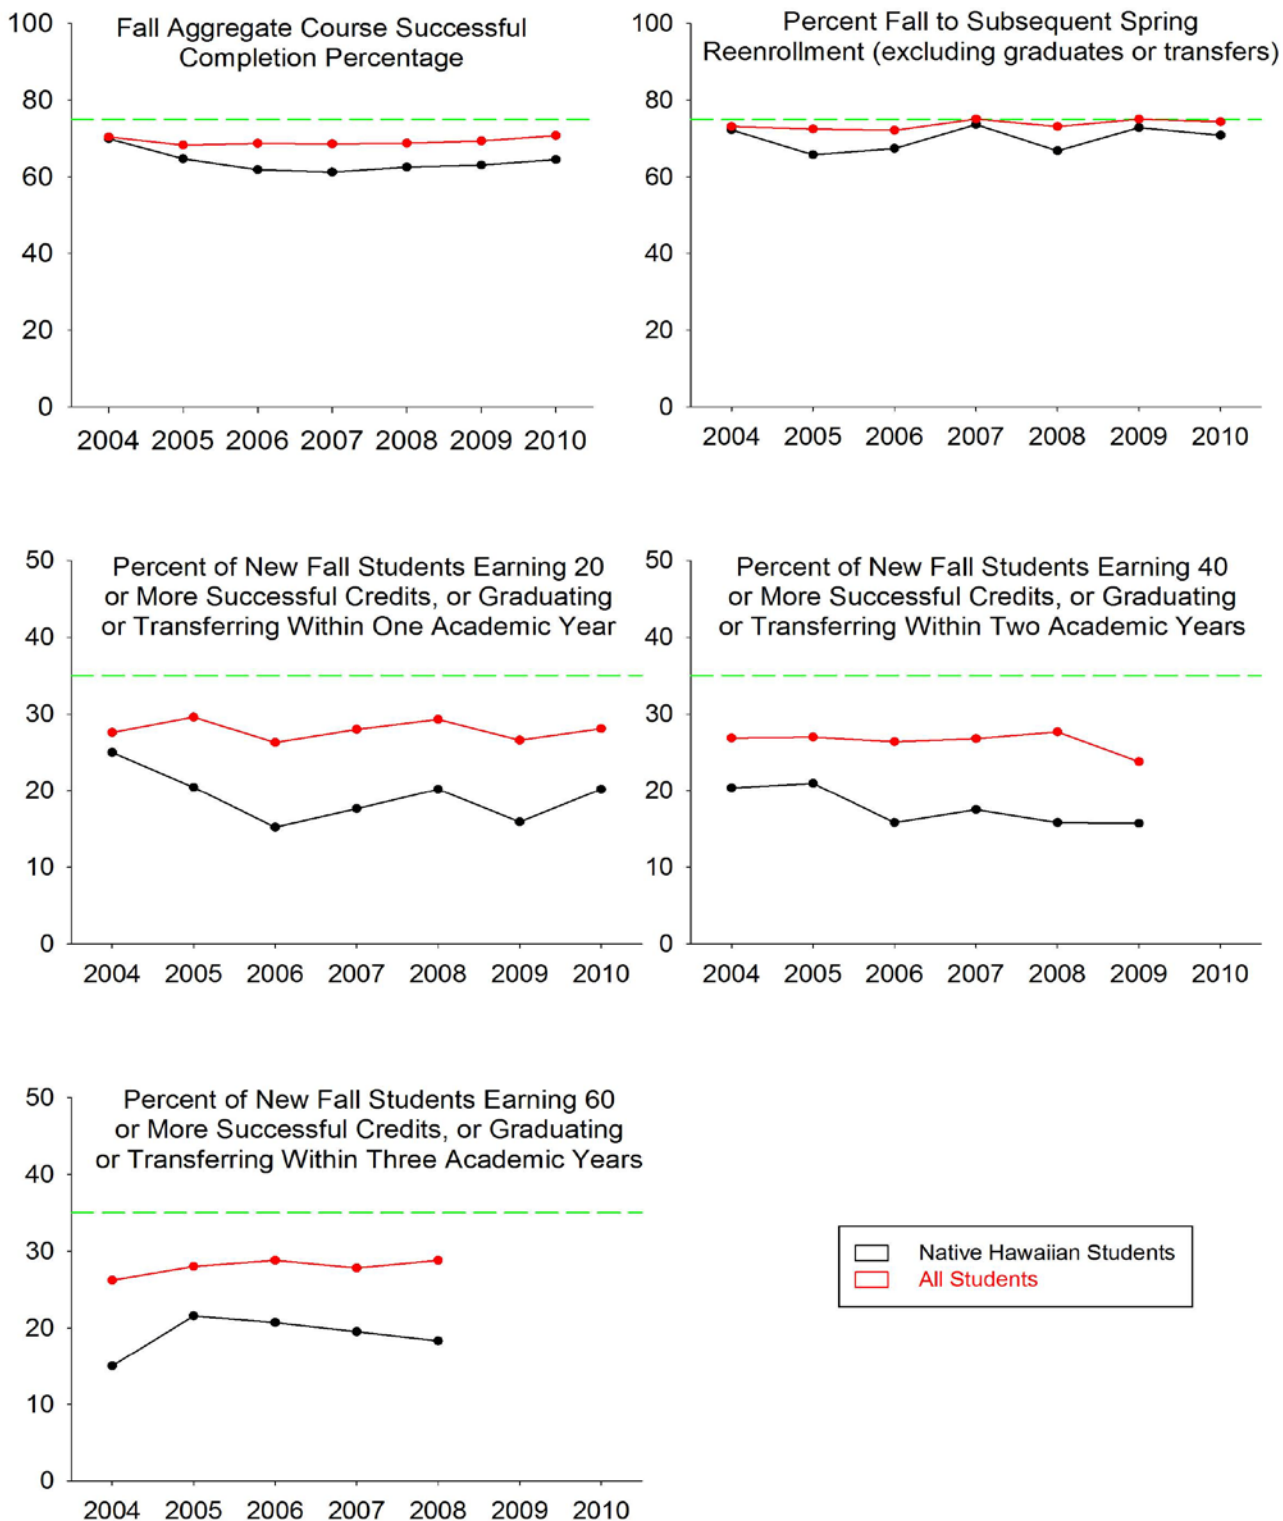 Fall Aggregate Course Successful
Completion Percentage
100
80
60
40
20
0
2004 2005 2006 2007 2008 2009 2010
Percent Fall to Subsequent Spring
Reenrollment (excluding graduates or transfers)
100
80
60
40
20
0
2004 2005 2006 2007 2008 2009 2010
Percent of New Fall Students Earning 20
or More Successful Credits, or Graduating
or Transferring Within One Academic Year
50
40
30
20
10
0
2004 2005 2006 2007 2008 2009 2010
Percent of New Fall Students Earning 40
or More Successful Credits, or Graduating
or Transferring Within Two Academic Years
50
40
30
20
10
0
2004 2005 2006 2007 2008 2009 2010
Percent of New Fall Students Earning 60
or More Successful Credits, or Graduating
or Transferring Within Three Academic Years
50
40
30
20
10
0
2004 2005 2006 2007 2008 2009 2010
Native Hawaiian Students
All Students